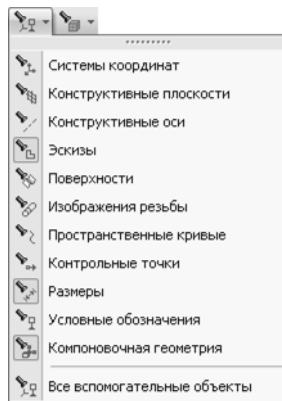 Системы координат
Конструктивные плоскости
Конструктивные оси
Эскизы
Поверхности
Изображения резьбы
Пространственные кривые
Контрольные точки
Размеры
Условные обозначения
Компоновочная геометрия
Все вспомогательные объекты